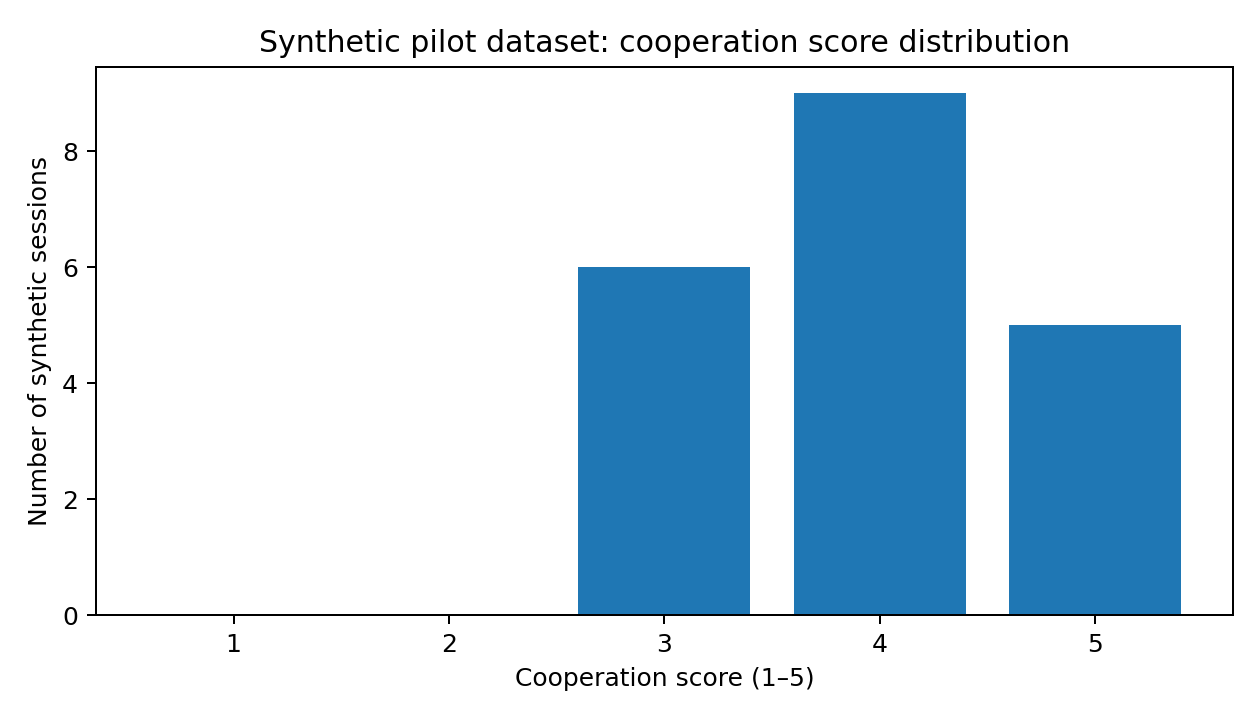 Synthetic pilot dataset: cooperation score distribution
Number of synthetic sessions
8
6
4
2
0
1 2 3 4 5
Cooperation score (1–5)